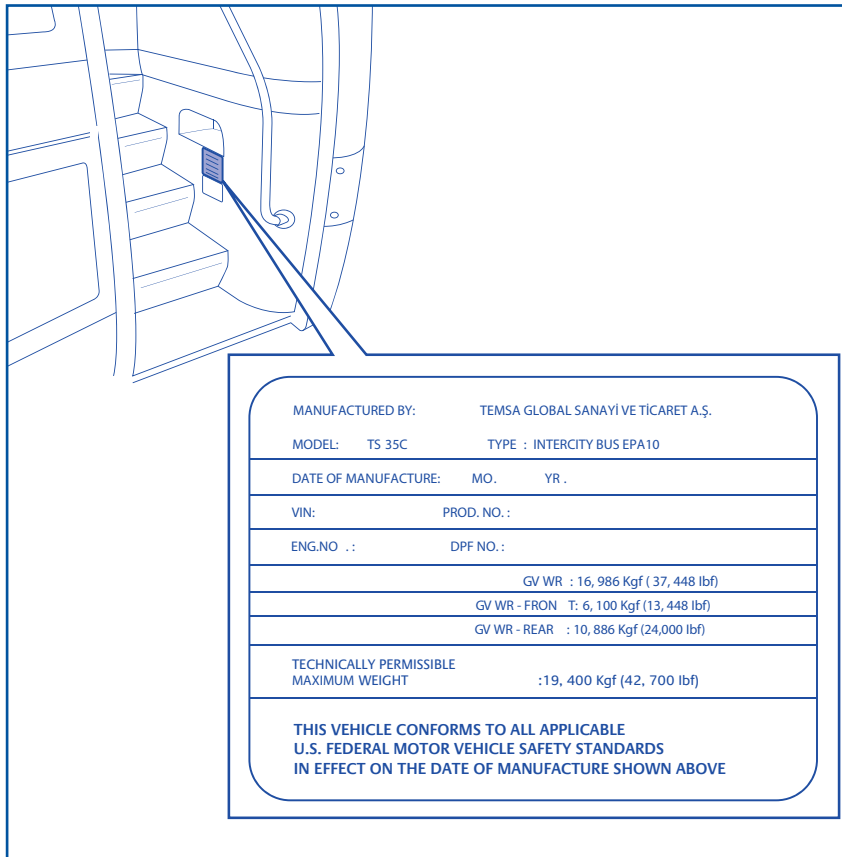 MANUFACTURED BY: TEMSA GLOBAL SANAYİ VE TİCARET A.Ş.
MODEL: TS 35C TYPE : INTERCITY BUS EPA10
DATE OF MANUFACTURE: MO. YR .
VIN: PROD. NO. :
ENG.NO . : DPF NO. :
GV WR : 16, 986 Kgf ( 37, 448 lbf)
GV WR - FRON T: 6, 100 Kgf (13, 448 lbf)
GV WR - REAR : 10, 886 Kgf (24,000 lbf)
TECHNICALLY PERMISSIBLE
MAXIMUM WEIGHT :19, 400 Kgf (42, 700 lbf)
THIS VEHICLE CONFORMS TO ALL APPLICABLE
U.S. FEDERAL MOTOR VEHICLE SAFETY STANDARDS
IN EFFECT ON THE DATE OF MANUFACTURE SHOWN ABOVE